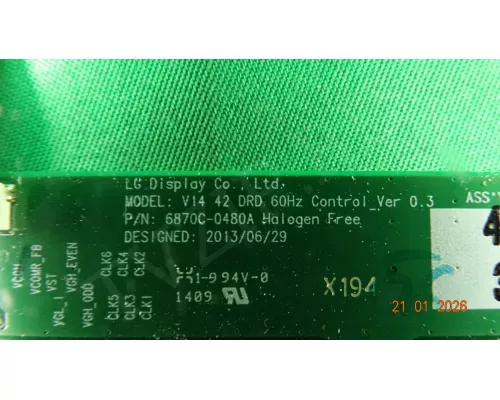 LG Display Co., Ltd.
MODEL: V14 42 DRD 60Hz Control_Ver 0.3
P/N: 6870C-0480A Halogen Free
DESIGNED: 2013/06/29
ASS'
94V-0
1409
X194
21 01 2026
VCOM
VCOMR_FB
VST
VGL_I
VGH_EVEN
VGH_ODD
CLK6
CLK5
CLK4
CLK3
CLK2
CLK1